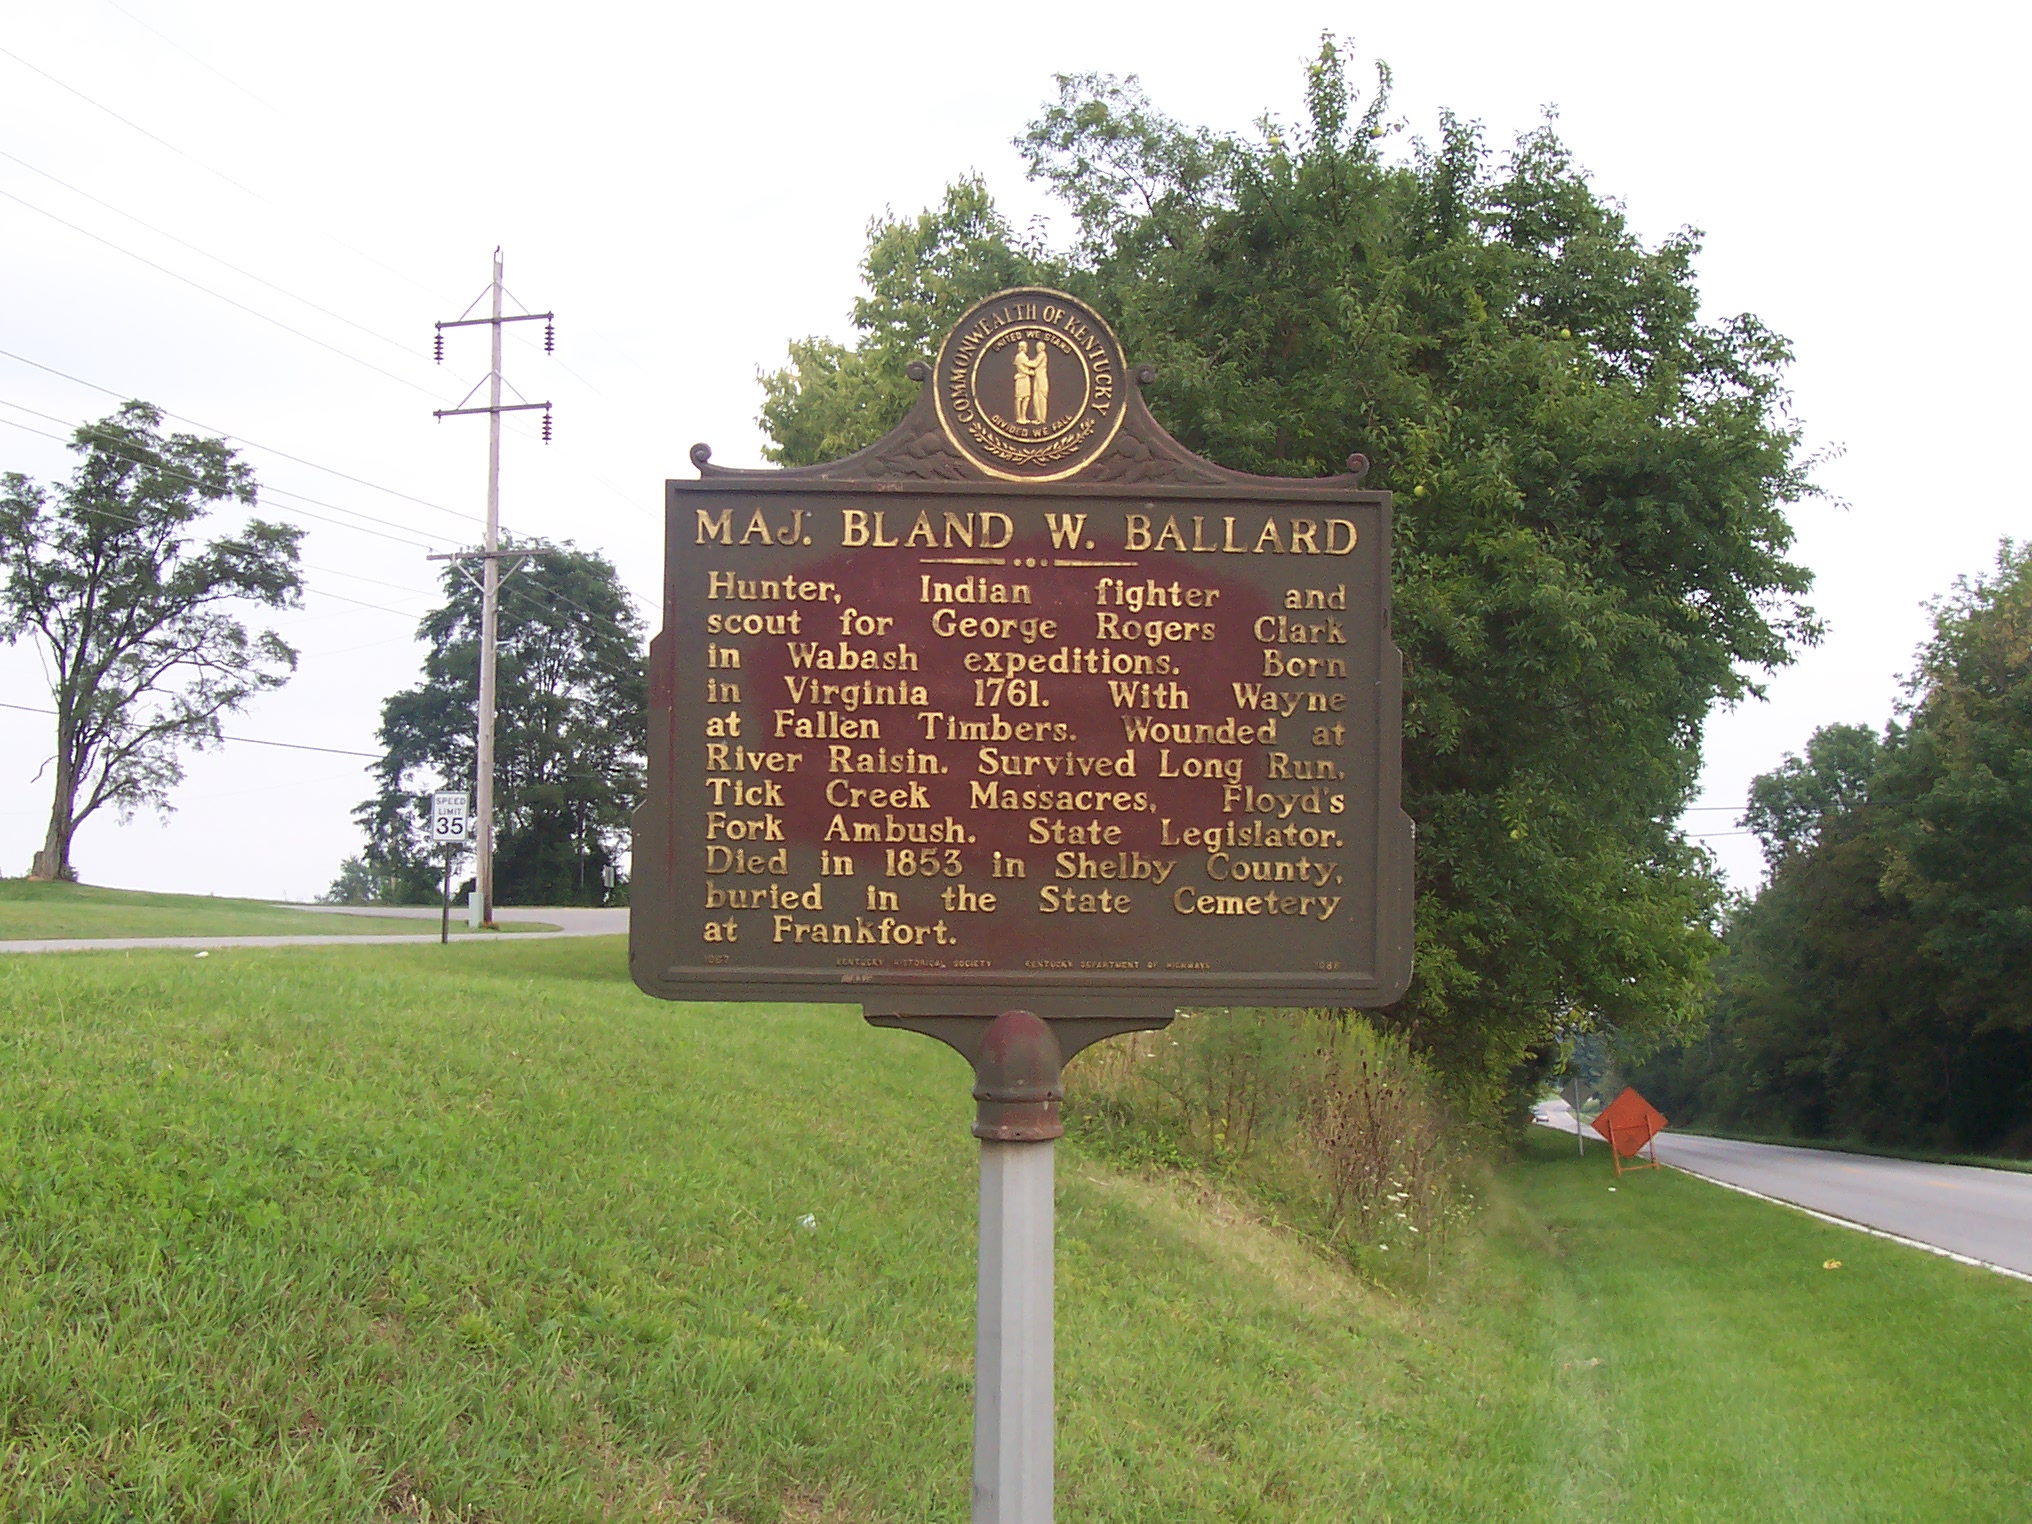 COMMONWEALTH OF KENTUCKY
UNITED WE STAND
DIVIDED WE FALL
MAJ. BLAND W. BALLARD
Hunter, Indian fighter and
scout for George Rogers Clark
in Wabash expeditions. Born
in Virginia 1761. With Wayne
at Fallen Timbers. Wounded at
River Raisin. Survived Long Run,
Tick Creek Massacres, Floyd's
Fork Ambush. State Legislator.
Died in 1853 in Shelby County,
buried in the State Cemetery
at Frankfort.
KENTUCKY HISTORICAL SOCIETY KENTUCKY DEPARTMENT OF HIGHWAYS
SPEED
LIMIT
35